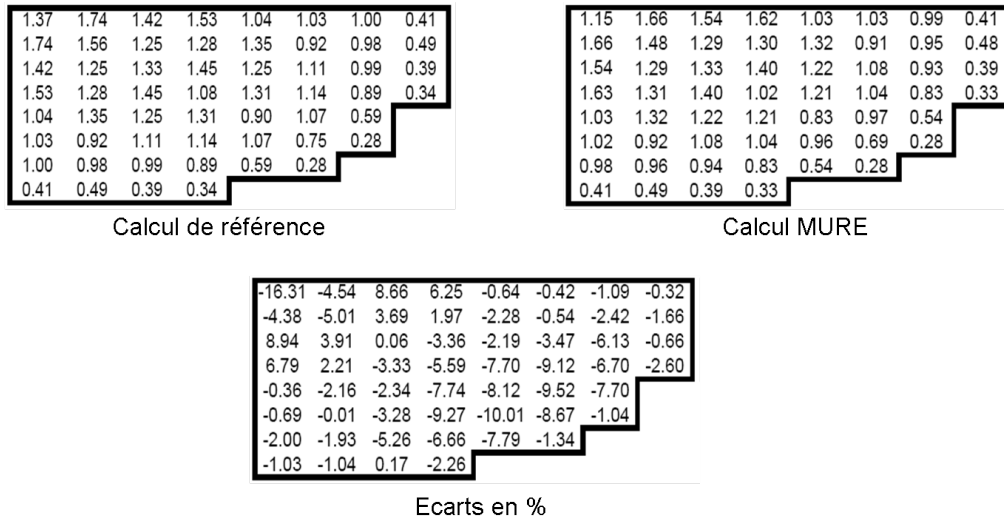 1.37 1.74 1.42 1.53 1.04 1.03 1.00 0.41
1.74 1.56 1.25 1.28 1.35 0.92 0.98 0.49
1.42 1.25 1.33 1.45 1.25 1.11 0.99 0.39
1.53 1.28 1.45 1.08 1.31 1.14 0.89 0.34
1.04 1.35 1.25 1.31 0.90 1.07 0.59
1.03 0.92 1.11 1.14 1.07 0.75 0.28
1.00 0.98 0.99 0.89 0.59 0.28
0.41 0.49 0.39 0.34
Calcul de référence
1.15 1.66 1.54 1.62 1.03 1.03 0.99 0.41
1.66 1.48 1.29 1.30 1.32 0.91 0.95 0.48
1.54 1.29 1.33 1.40 1.22 1.08 0.93 0.39
1.63 1.31 1.40 1.02 1.21 1.04 0.83 0.33
1.03 1.32 1.22 1.21 0.83 0.97 0.54
1.02 0.92 1.08 1.04 0.96 0.69 0.28
0.98 0.96 0.94 0.83 0.54 0.28
0.41 0.49 0.39 0.33
Calcul MURE
-16.31 -4.54 8.66 6.25 -0.64 -0.42 -1.09 -0.32
-4.38 -5.01 3.69 1.97 -2.28 -0.54 -2.42 -1.66
8.94 3.91 0.06 -3.36 -2.19 -3.47 -6.13 -0.66
6.79 2.21 -3.33 -5.59 -7.70 -9.12 -6.70 -2.60
-0.36 -2.16 -2.34 -7.74 -8.12 -9.52 -7.70
-0.69 -0.01 -3.28 -9.27 -10.01 -8.67 -1.04
-2.00 -1.93 -5.26 -6.66 -7.79 -1.34
-1.03 -1.04 0.17 -2.26
Ecarts en %